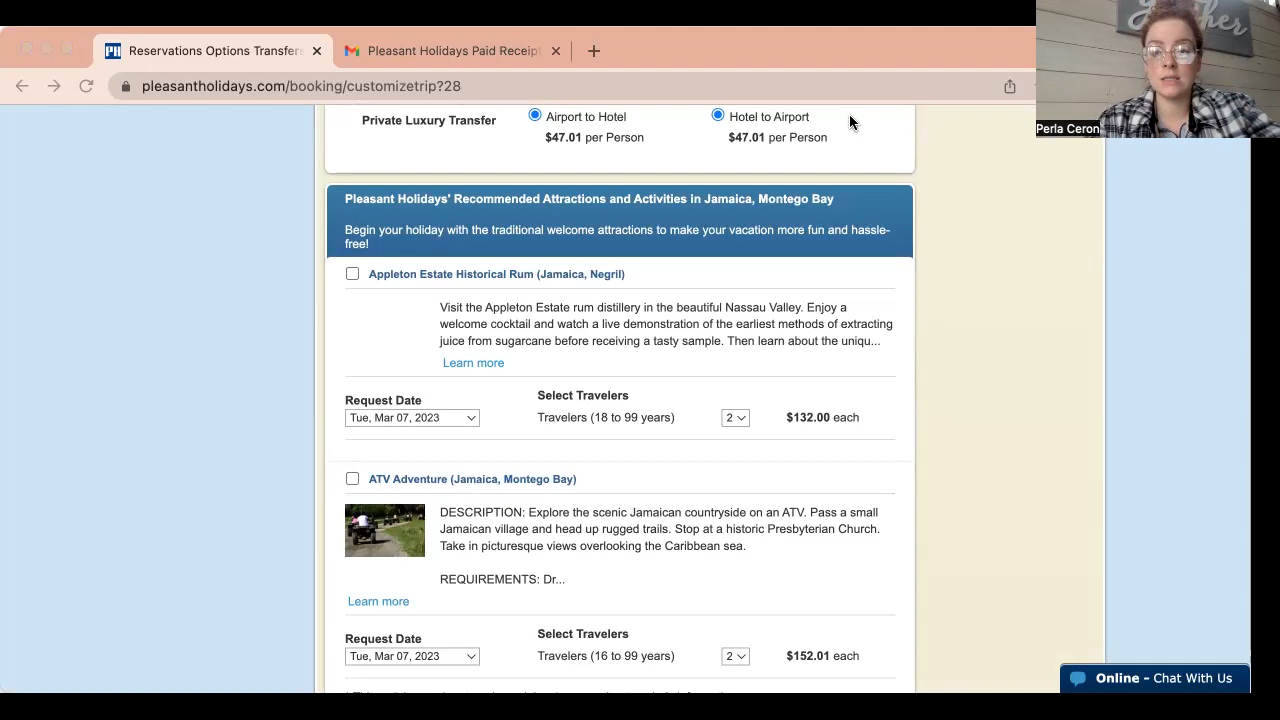 Reservations Options Transfers
Pleasant Holidays Paid Receipt
pleasantholidays.com/booking/customizetrip?28
Perla Ceron
Private Luxury Transfer
Airport to Hotel
Hotel to Airport
$47.01 per Person
$47.01 per Person
Pleasant Holidays' Recommended Attractions and Activities in Jamaica, Montego Bay
Begin your holiday with the traditional welcome attractions to make your vacation more fun and hassle-
free!
Appleton Estate Historical Rum (Jamaica, Negril)
Visit the Appleton Estate rum distillery in the beautiful Nassau Valley. Enjoy a
welcome cocktail and watch a live demonstration of the earliest methods of extracting
juice from sugarcane before receiving a tasty sample. Then learn about the uniqu...
Learn more
Request Date
Select Travelers
Tue, Mar 07, 2023
Travelers (18 to 99 years)
2
$132.00 each
ATV Adventure (Jamaica, Montego Bay)
DESCRIPTION: Explore the scenic Jamaican countryside on an ATV. Pass a small
Jamaican village and head up rugged trails. Stop at a historic Presbyterian Church.
Take in picturesque views overlooking the Caribbean sea.
REQUIREMENTS: Dr...
Learn more
Request Date
Select Travelers
Tue, Mar 07, 2023
Travelers (16 to 99 years)
2
$152.01 each
Online - Chat With Us